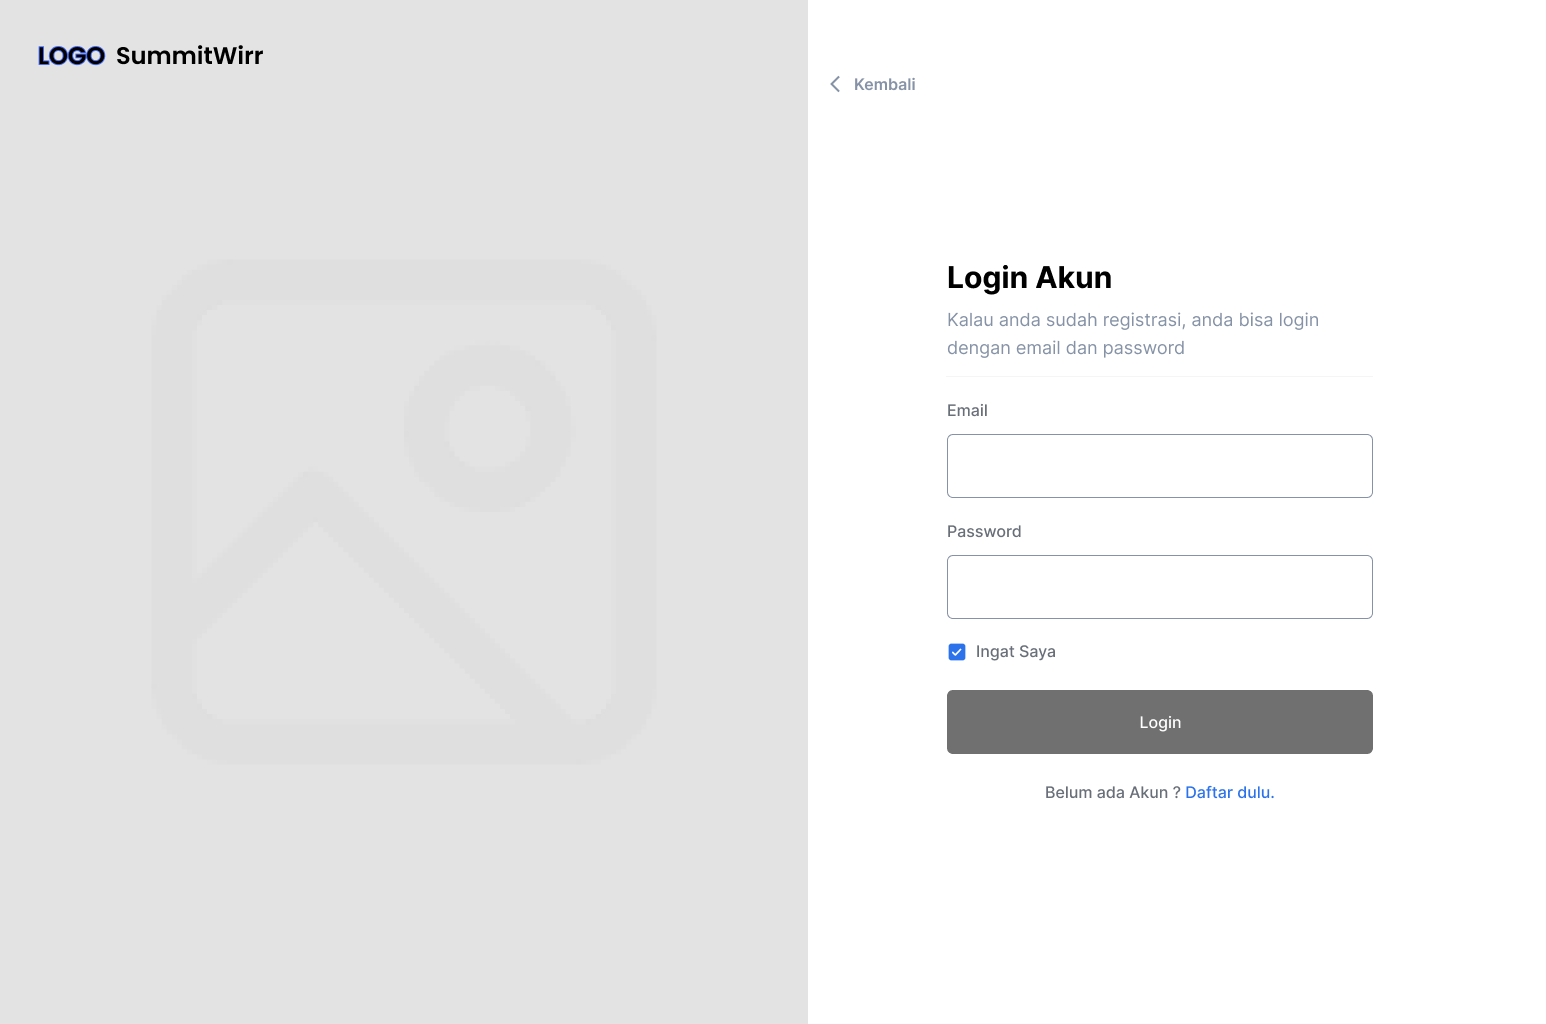 LOGO SummitWirr
Kembali
Login Akun
Kalau anda sudah registrasi, anda bisa login
dengan email dan password
Email
Password
Ingat Saya
Login
Belum ada Akun ? Daftar dulu.